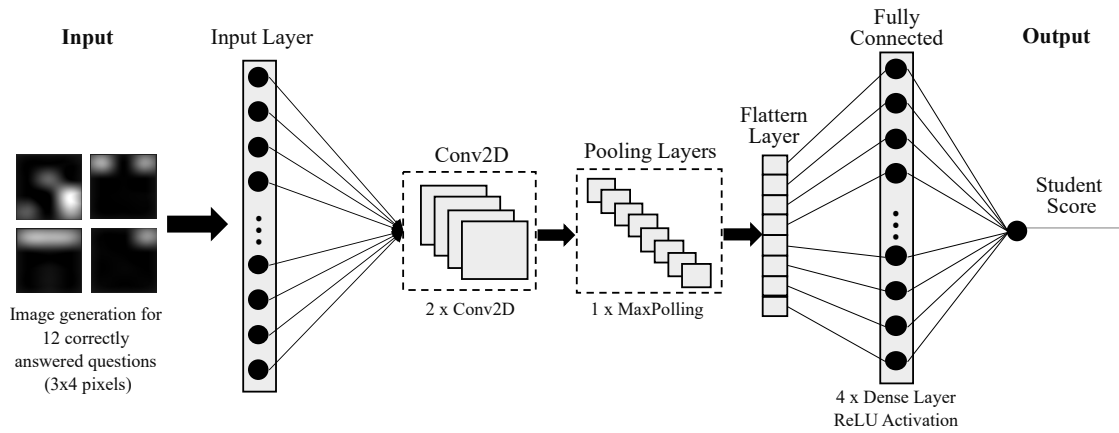 Input
Input Layer
Fully
Connected
Output
Flattern
Layer
Conv2D
Pooling Layers
Student
Score
2 x Conv2D
1 x MaxPolling
Image generation for
12 correctly
answered questions
(3x4 pixels)
4 x Dense Layer
ReLU Activation